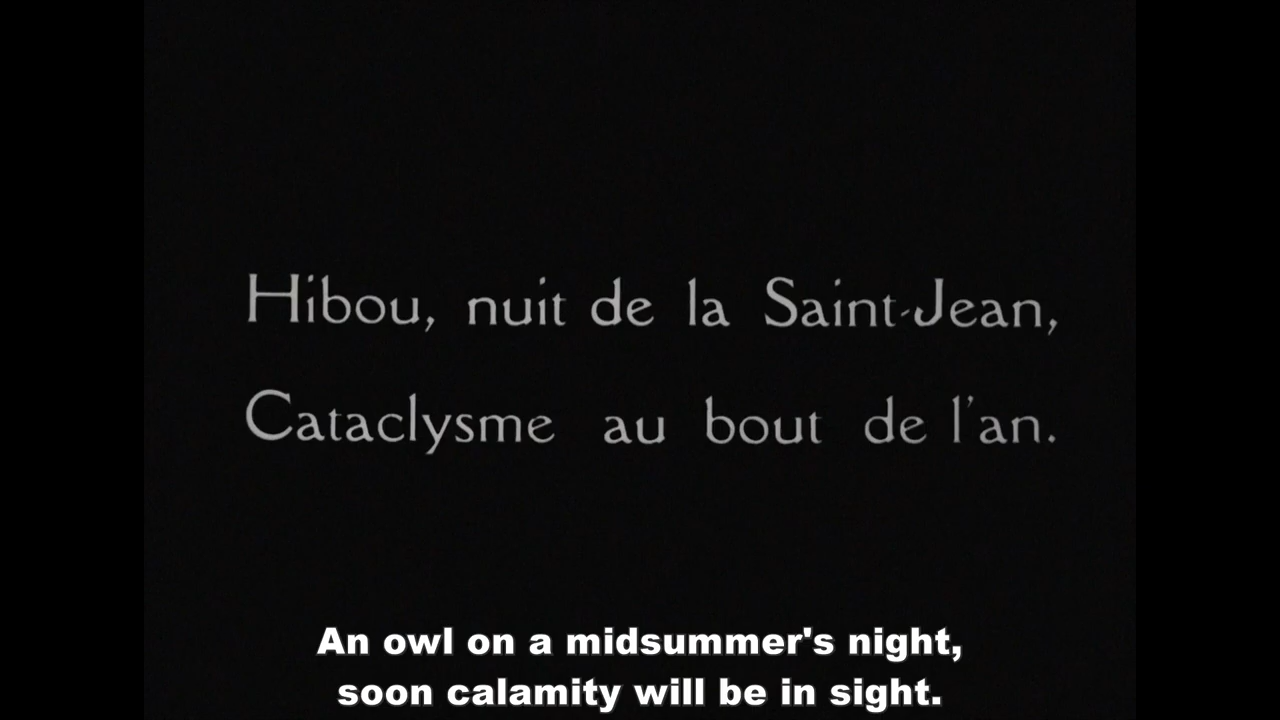 Hibou, nuit de la Saint-Jean,
Cataclysme au bout de l'an.
An owl on a midsummer's night,
soon calamity will be in sight.